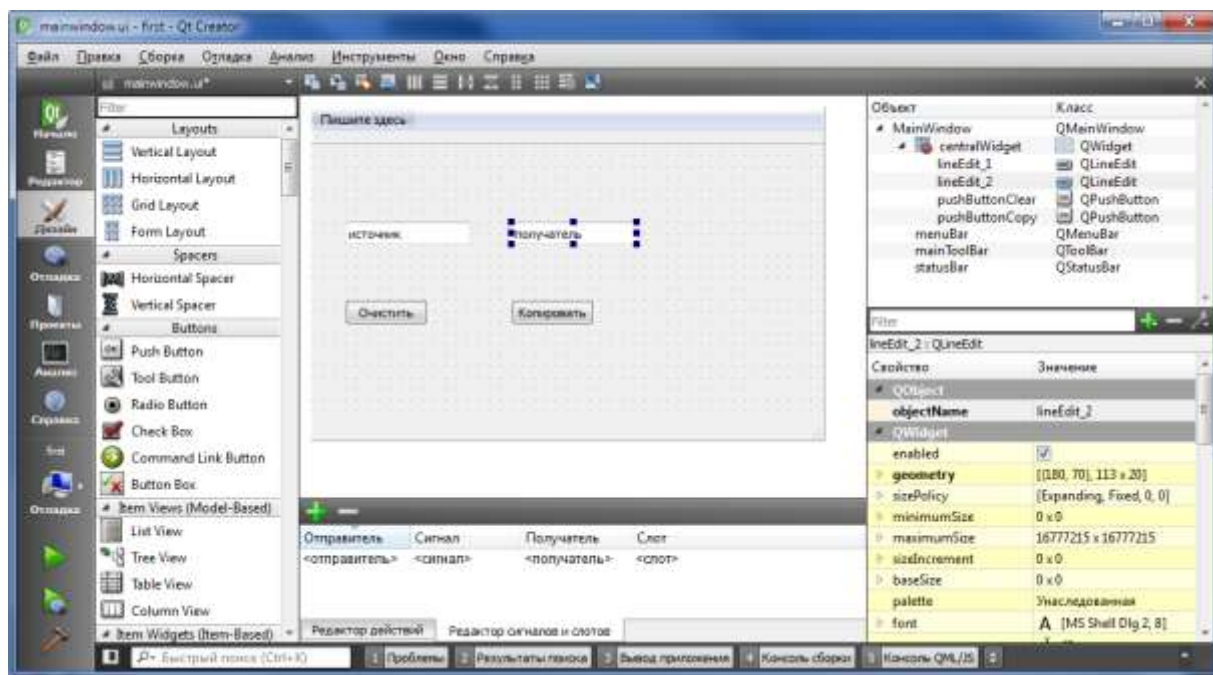 mainwindow.ui - first - Qt Creator
Файл Правка Сборка Отладка Анализ Инструменты Окно Справка
mainwindow.ui*
Начало
Редактор
Дизайн
Отладка
Проекты
Анализ
Справка
first
Отладка
Filter
Layouts
Vertical Layout
Horizontal Layout
Grid Layout
Form Layout
Spacers
Horizontal Spacer
Vertical Spacer
Buttons
Push Button
Tool Button
Radio Button
Check Box
Command Link Button
Button Box
Item Views (Model-Based)
List View
Tree View
Table View
Column View
Item Widgets (Item-Based)
Пишите здесь
источник получатель
Очистить Копировать
Отправитель Сигнал Получатель Слот
<отправитель> <сигнал> <получатель> <слот>
Редактор действий Редактор сигналов и слотов
Объект Класс
MainWindow QMainWindow
centralWidget QWidget
lineEdit_1 QLineEdit
lineEdit_2 QLineEdit
pushButtonClear QPushButton
pushButtonCopy QPushButton
menuBar QMenuBar
mainToolBar QToolBar
statusBar QStatusBar
Filter
lineEdit_2 : QLineEdit
Свойство Значение
QObject
objectName lineEdit_2
QWidget
enabled
geometry [(180, 70), 113 x 20]
sizePolicy [Expanding, Fixed, 0, 0]
minimumSize 0 x 0
maximumSize 16777215 x 16777215
sizeIncrement 0 x 0
baseSize 0 x 0
palette Унаследованная
font A [MS Shell Dlg 2, 8]
Быстрый поиск (Ctrl+K) 1 Проблемы 2 Результаты поиска 3 Вывод приложения 4 Консоль сборки 5 Консоль QML/JS